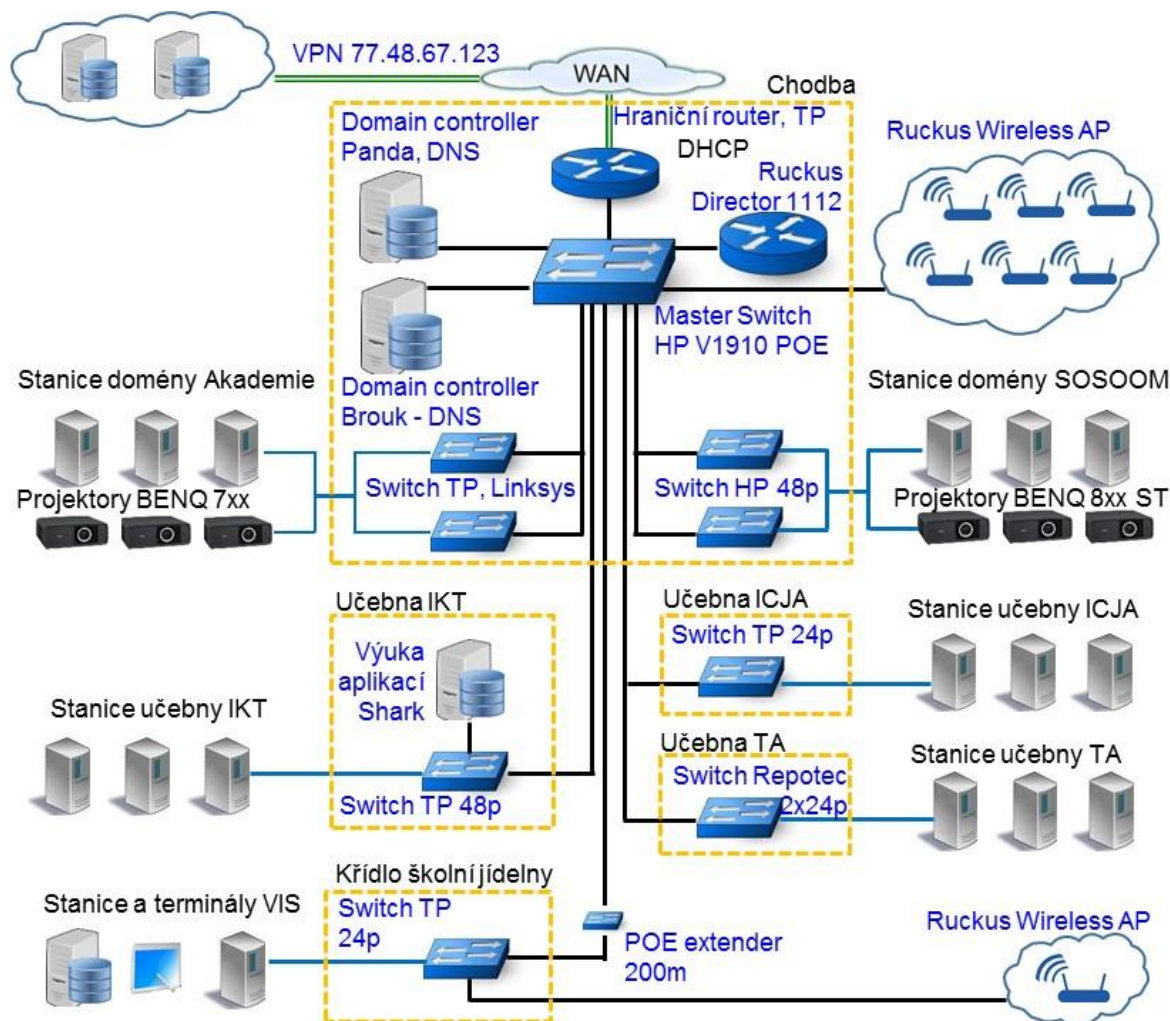 VPN 77.48.67.123
WAN
Chodba
Domain controller
Panda, DNS
Hraniční router, TP
DHCP
Ruckus
Director 1112
Ruckus Wireless AP
Master Switch
HP V1910 POE
Stanice domény Akademie
Domain controller
Brouk - DNS
Stanice domény SOSOOM
Projektory BENQ 7xx
Switch TP, Linksys
Switch HP 48p
Projektory BENQ 8xx ST
Učebna IKT
Učebna ICJA
Výuka
aplikací
Shark
Switch TP 24p
Stanice učebny ICJA
Stanice učebny IKT
Switch TP 48p
Učebna TA
Switch Repotec
2x24p
Stanice učebny TA
Křídlo školní jídelny
Stanice a terminály VIS
Switch TP
24p
POE extender
200m
Ruckus Wireless AP